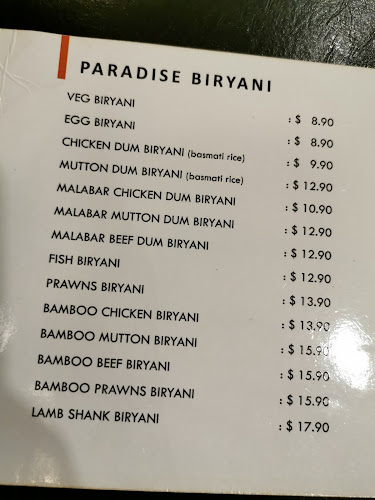 PARADISE BIRYANI
VEG BIRYANI : $ 8.90
EGG BIRYANI : $ 8.90
CHICKEN DUM BIRYANI (basmati rice) : $ 9.90
MUTTON DUM BIRYANI (basmati rice) : $ 12.90
MALABAR CHICKEN DUM BIRYANI : $ 10.90
MALABAR MUTTON DUM BIRYANI : $ 12.90
MALABAR BEEF DUM BIRYANI : $ 12.90
FISH BIRYANI : $ 12.90
PRAWNS BIRYANI : $ 13.90
BAMBOO CHICKEN BIRYANI : $ 13.90
BAMBOO MUTTON BIRYANI : $ 15.90
BAMBOO BEEF BIRYANI : $ 15.90
BAMBOO PRAWNS BIRYANI : $ 15.90
LAMB SHANK BIRYANI : $ 17.90